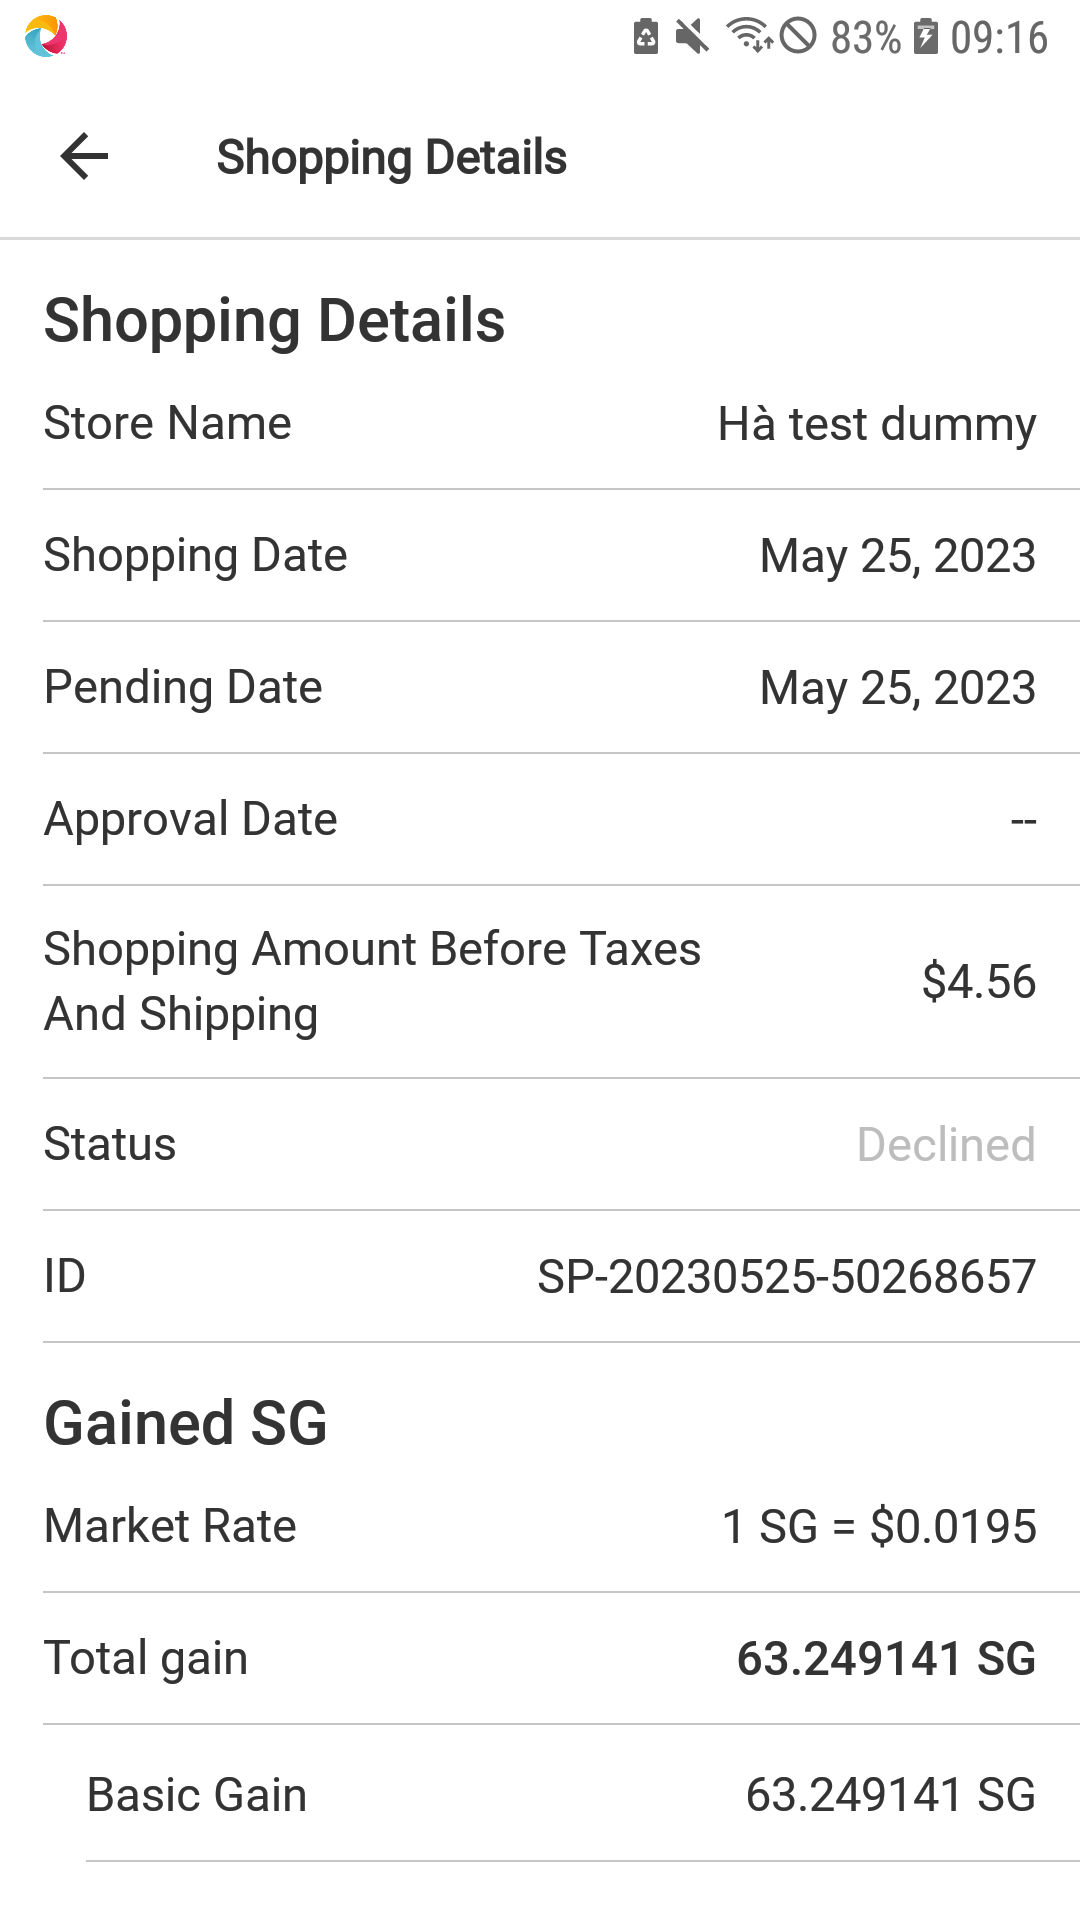 83% 09:16
Shopping Details
Shopping Details
Store Name Hà test dummy
Shopping Date May 25, 2023
Pending Date May 25, 2023
Approval Date --
Shopping Amount Before Taxes
And Shipping $4.56
Status Declined
ID SP-20230525-50268657
Gained SG
Market Rate 1 SG = $0.0195
Total gain 63.249141 SG
Basic Gain 63.249141 SG